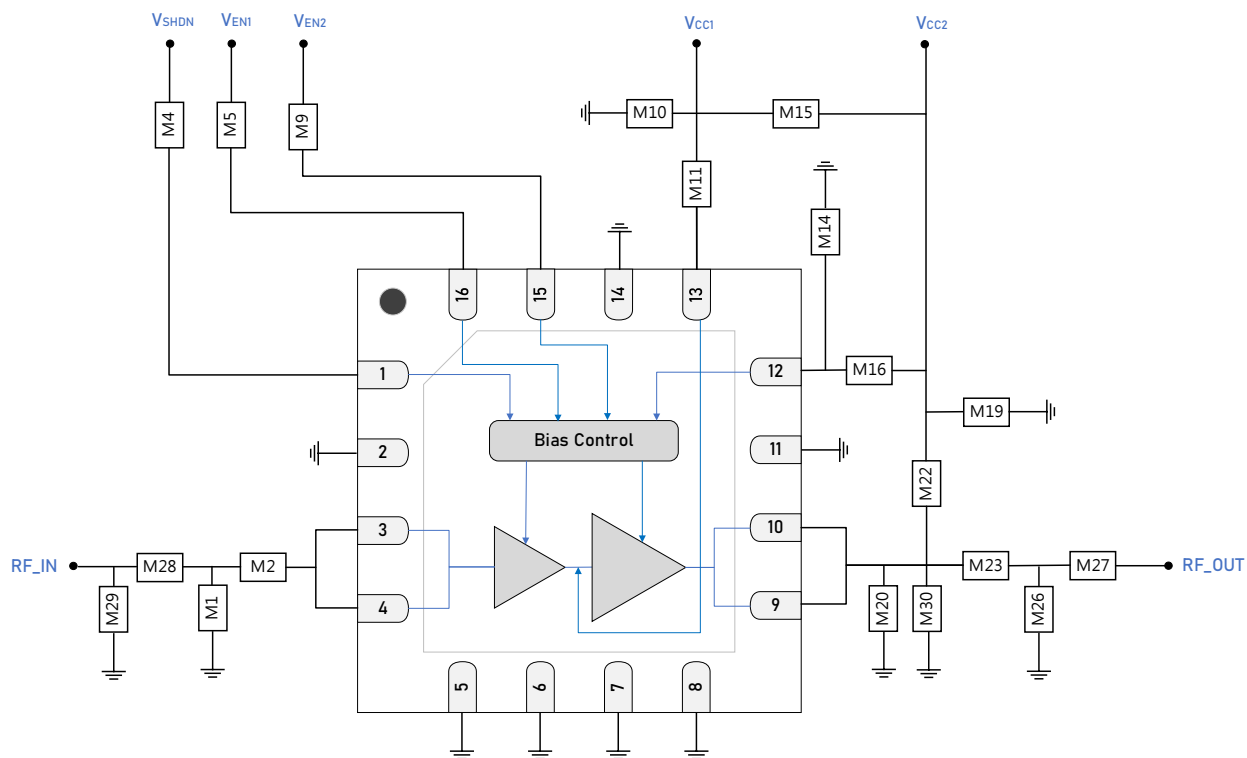 VSHDN
VEN1
VEN2
VCC1
VCC2
M4
M5
M9
M10
M15
M11
M14
16
15
14
13
1
12
M16
M19
Bias Control
2
11
M22
3
10
RF_IN
M28
M2
M23
M27
RF_OUT
M29
M1
4
9
M20
M30
M26
5
6
7
8